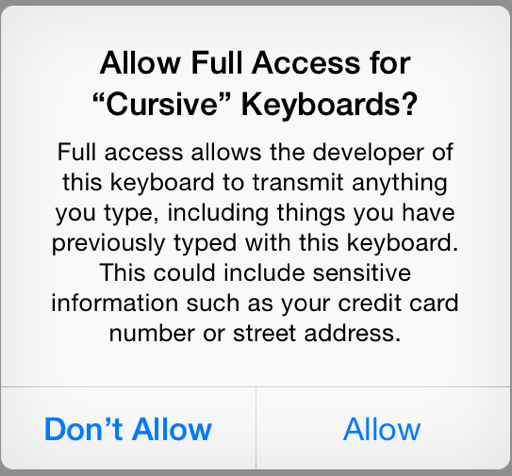 Allow Full Access for
“Cursive” Keyboards?
Full access allows the developer of
this keyboard to transmit anything
you type, including things you have
previously typed with this keyboard.
This could include sensitive
information such as your credit card
number or street address.
Don’t Allow
Allow